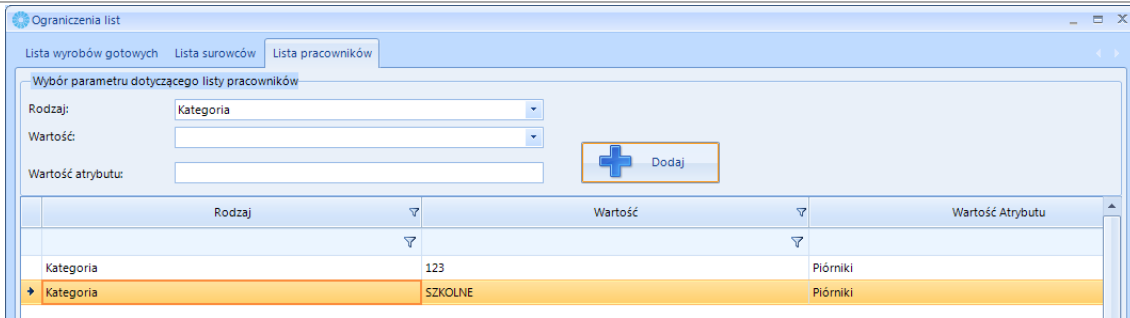 Ograniczenia list
Lista wyrobów gotowych Lista surowców Lista pracowników
Wybór parametru dotyczącego listy pracowników
Rodzaj: Kategoria
Wartość:
Dodaj
Wartość atrybutu:
Rodzaj Wartość Wartość Atrybutu
Kategoria 123 Piórniki
Kategoria SZKOLNE Piórniki